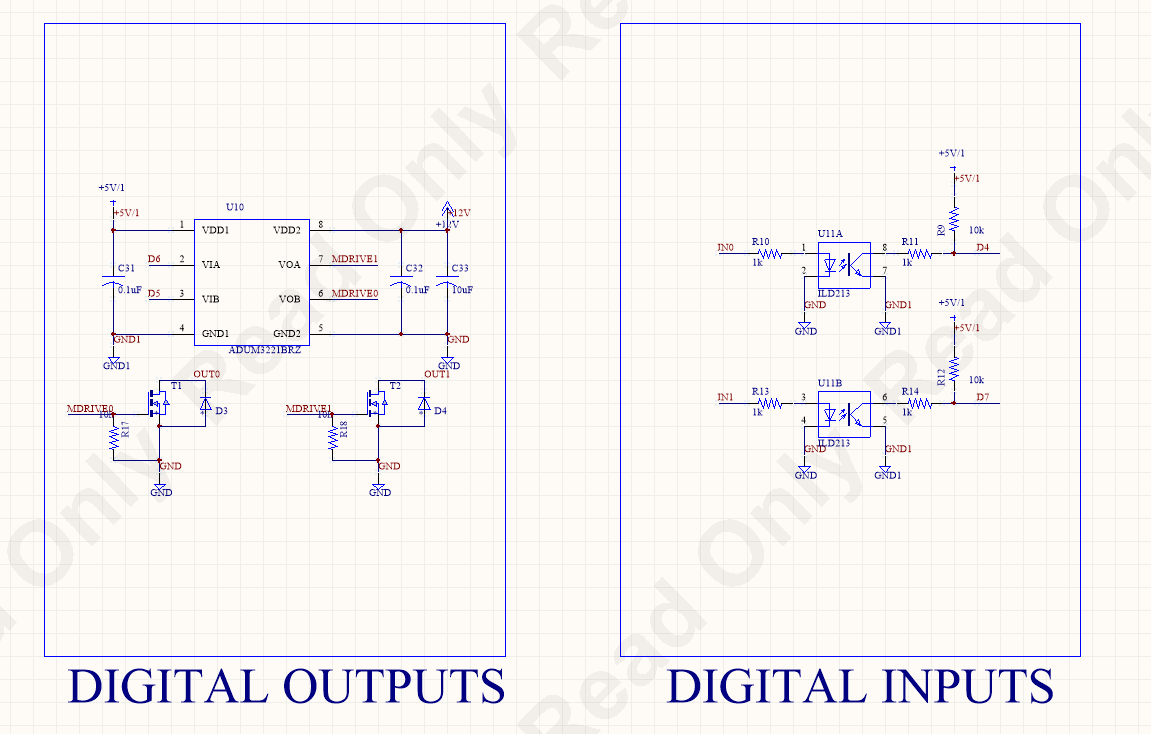 Read Only
Read Only
Read Only
Read Only
Read Only
+5V/1
+5V/1
U10
+12V
+12V
1
VDD1
VDD2
8
D6
2
VIA
VOA
7
MDRIVE1
C31
0.1uF
C32
0.1uF
C33
10uF
D5
3
VIB
VOB
6
MDRIVE0
4
GND1
GND2
5
GND1
GND
ADUM3221BRZ
GND1
GND
OUT0
T1
MDRIVE0
D3
R17
GND
GND
OUT1
T2
MDRIVE1
D4
R18
GND
GND
DIGITAL OUTPUTS
+5V/1
+5V/1
R9
10k
U11A
IN0
R10
1k
1
8
R11
1k
D4
2
7
ILD213
GND
GND1
GND
GND1
+5V/1
+5V/1
R12
10k
U11B
IN1
R13
1k
3
6
R14
1k
D7
4
5
ILD213
GND
GND1
GND
GND1
DIGITAL INPUTS